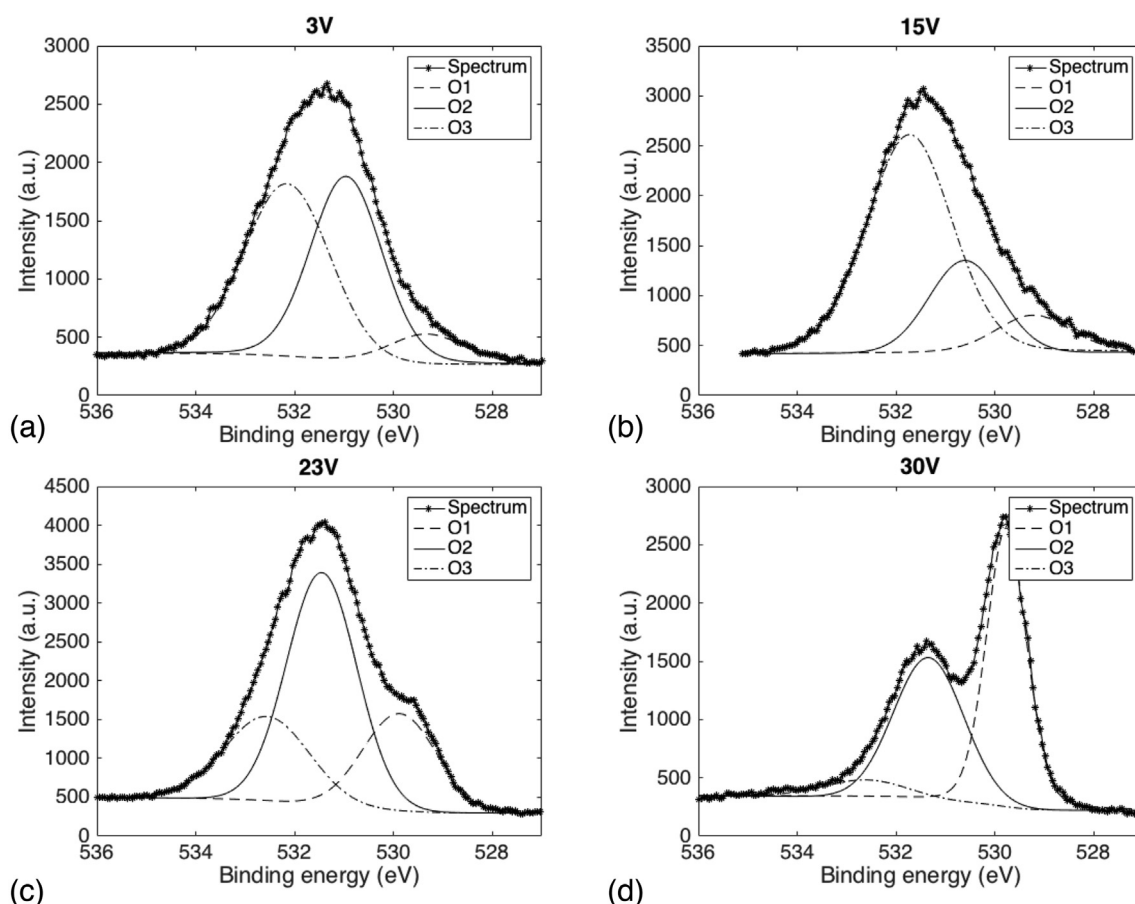 3V
3000
2500
2000
1500
1000
500
0
Intensity (a.u.)
Spectrum
O1
O2
O3
536 534 532 530 528
Binding energy (eV)
(a)
15V
3500
3000
2500
2000
1500
1000
500
0
Intensity (a.u.)
Spectrum
O1
O2
O3
536 534 532 530 528
Binding energy (eV)
(b)
23V
4500
4000
3500
3000
2500
2000
1500
1000
500
0
Intensity (a.u.)
Spectrum
O1
O2
O3
536 534 532 530 528
Binding energy (eV)
(c)
30V
3000
2500
2000
1500
1000
500
0
Intensity (a.u.)
Spectrum
O1
O2
O3
536 534 532 530 528
Binding energy (eV)
(d)